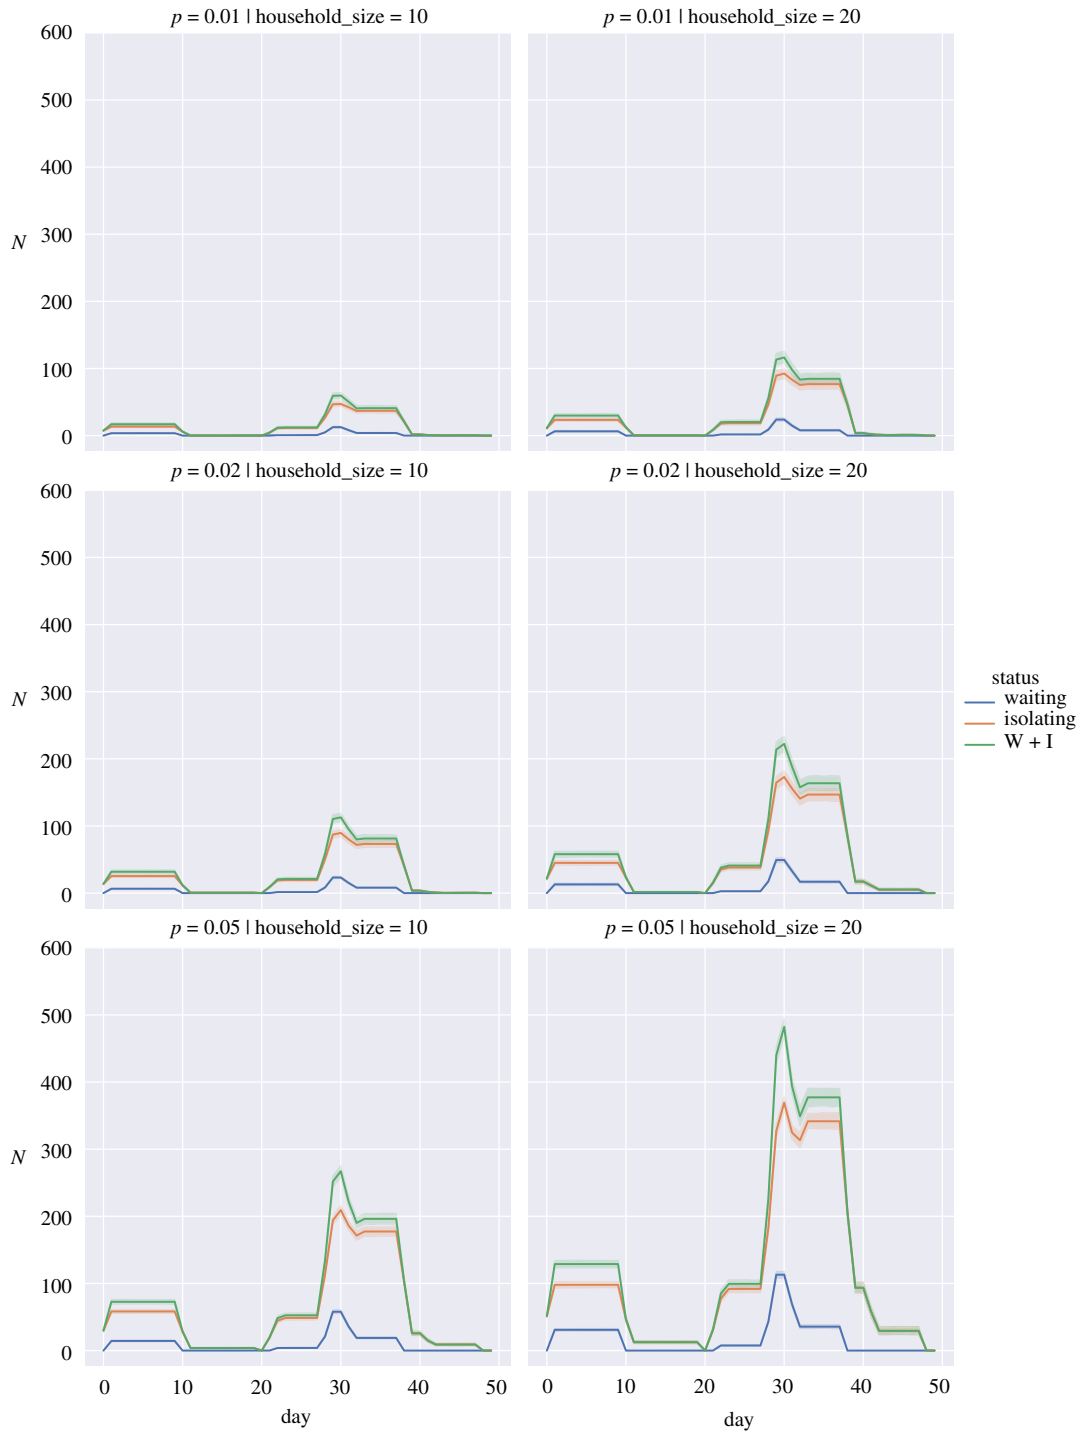 p = 0.01 | household_size = 10
p = 0.01 | household_size = 20
600
500
400
300
200
100
0
N
p = 0.02 | household_size = 10
p = 0.02 | household_size = 20
600
500
400
300
200
100
0
N
status
waiting
isolating
W + I
p = 0.05 | household_size = 10
p = 0.05 | household_size = 20
600
500
400
300
200
100
0
N
0 10 20 30 40 50
day
0 10 20 30 40 50
day